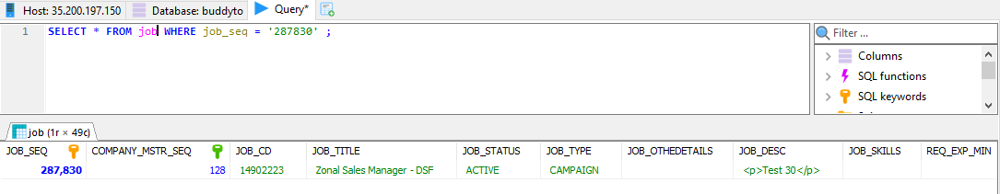 Host: 35.200.197.150 Database: buddyto Query*
1 SELECT * FROM job WHERE job_seq = '287830' ;
Filter ...
Columns
SQL functions
SQL keywords
job (1r × 49c)
JOB_SEQ COMPANY_MSTR_SEQ JOB_CD JOB_TITLE JOB_STATUS JOB_TYPE JOB_OTHEDETAILS JOB_DESC JOB_SKILLS REQ_EXP_MIN
287,830 128 14902223 Zonal Sales Manager - DSF ACTIVE CAMPAIGN <p>Test 30</p>